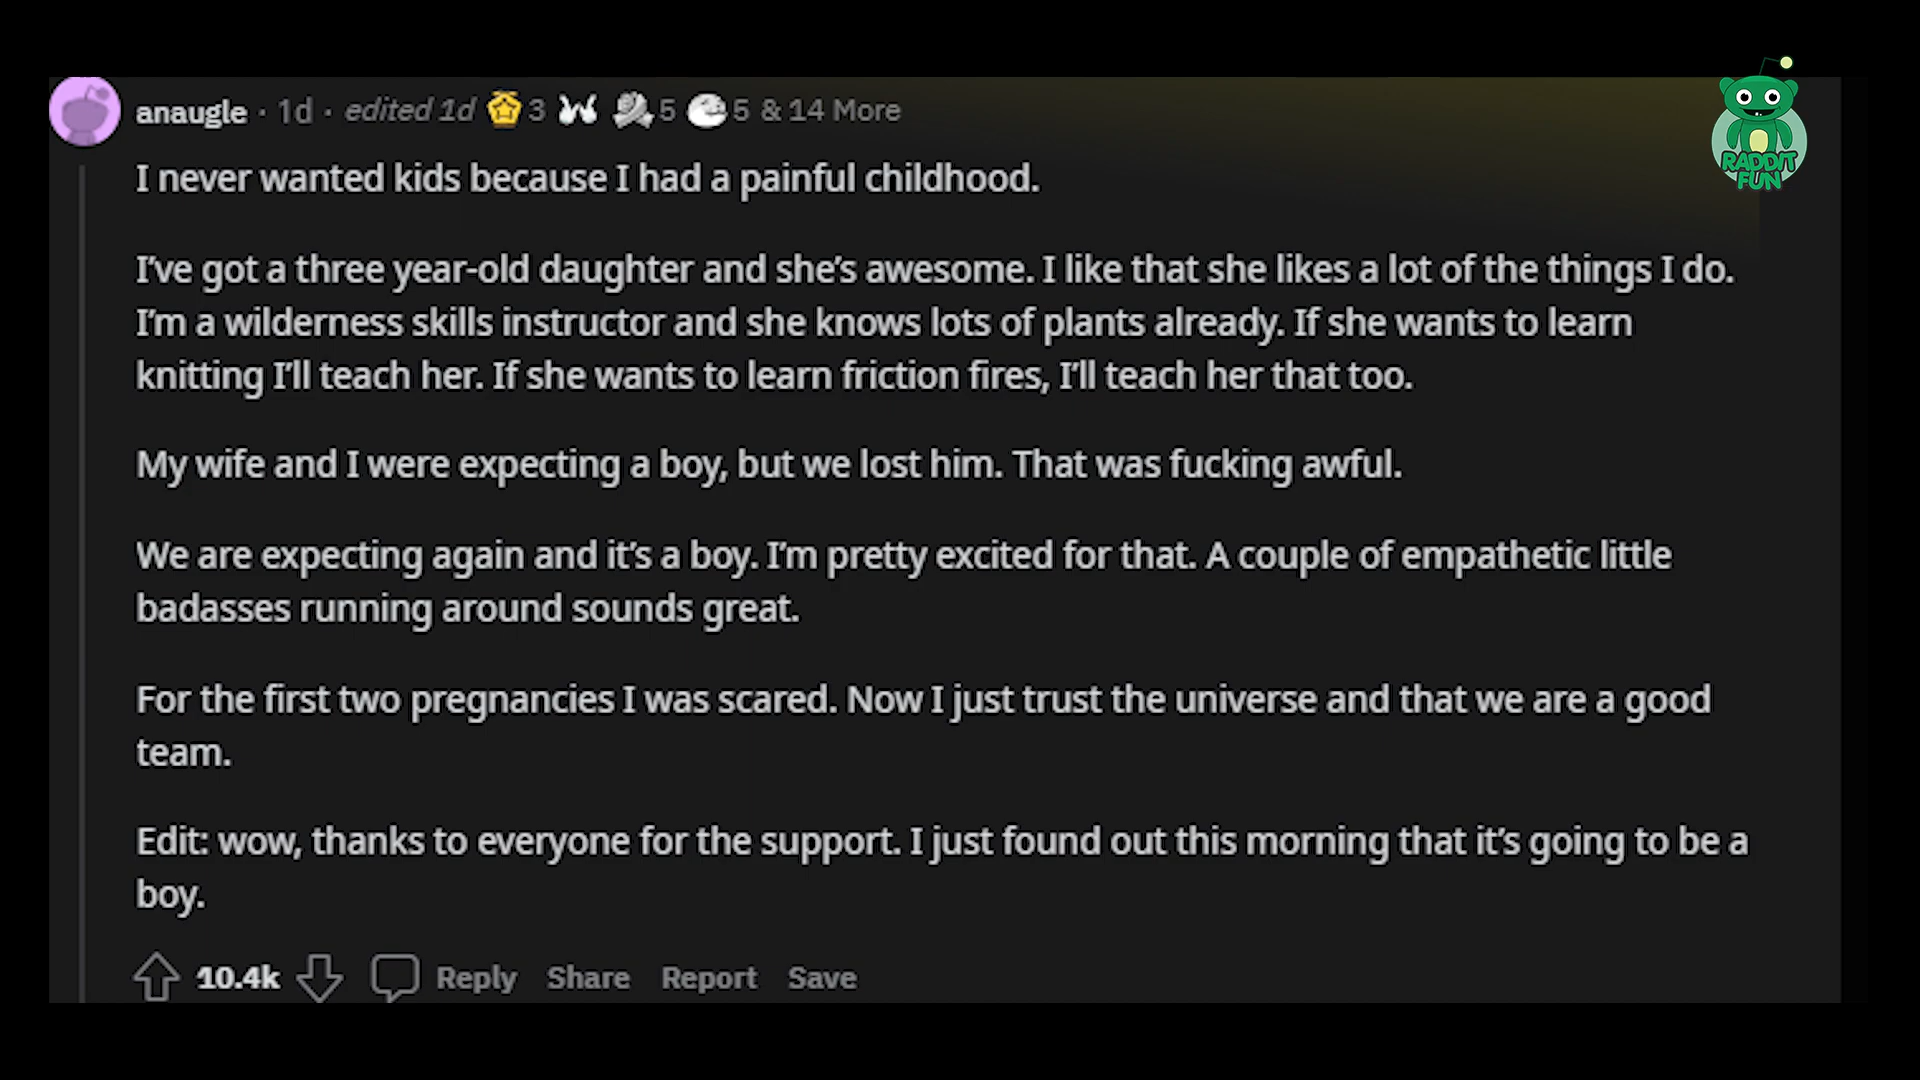 anaugle · 1d · edited 1d 3 5 5 & 14 More
RADDIT
FUN
I never wanted kids because I had a painful childhood.
I've got a three year-old daughter and she's awesome. I like that she likes a lot of the things I do.
I'm a wilderness skills instructor and she knows lots of plants already. If she wants to learn
knitting I'll teach her. If she wants to learn friction fires, I'll teach her that too.
My wife and I were expecting a boy, but we lost him. That was fucking awful.
We are expecting again and it's a boy. I'm pretty excited for that. A couple of empathetic little
badasses running around sounds great.
For the first two pregnancies I was scared. Now I just trust the universe and that we are a good
team.
Edit: wow, thanks to everyone for the support. I just found out this morning that it's going to be a
boy.
10.4k Reply Share Report Save